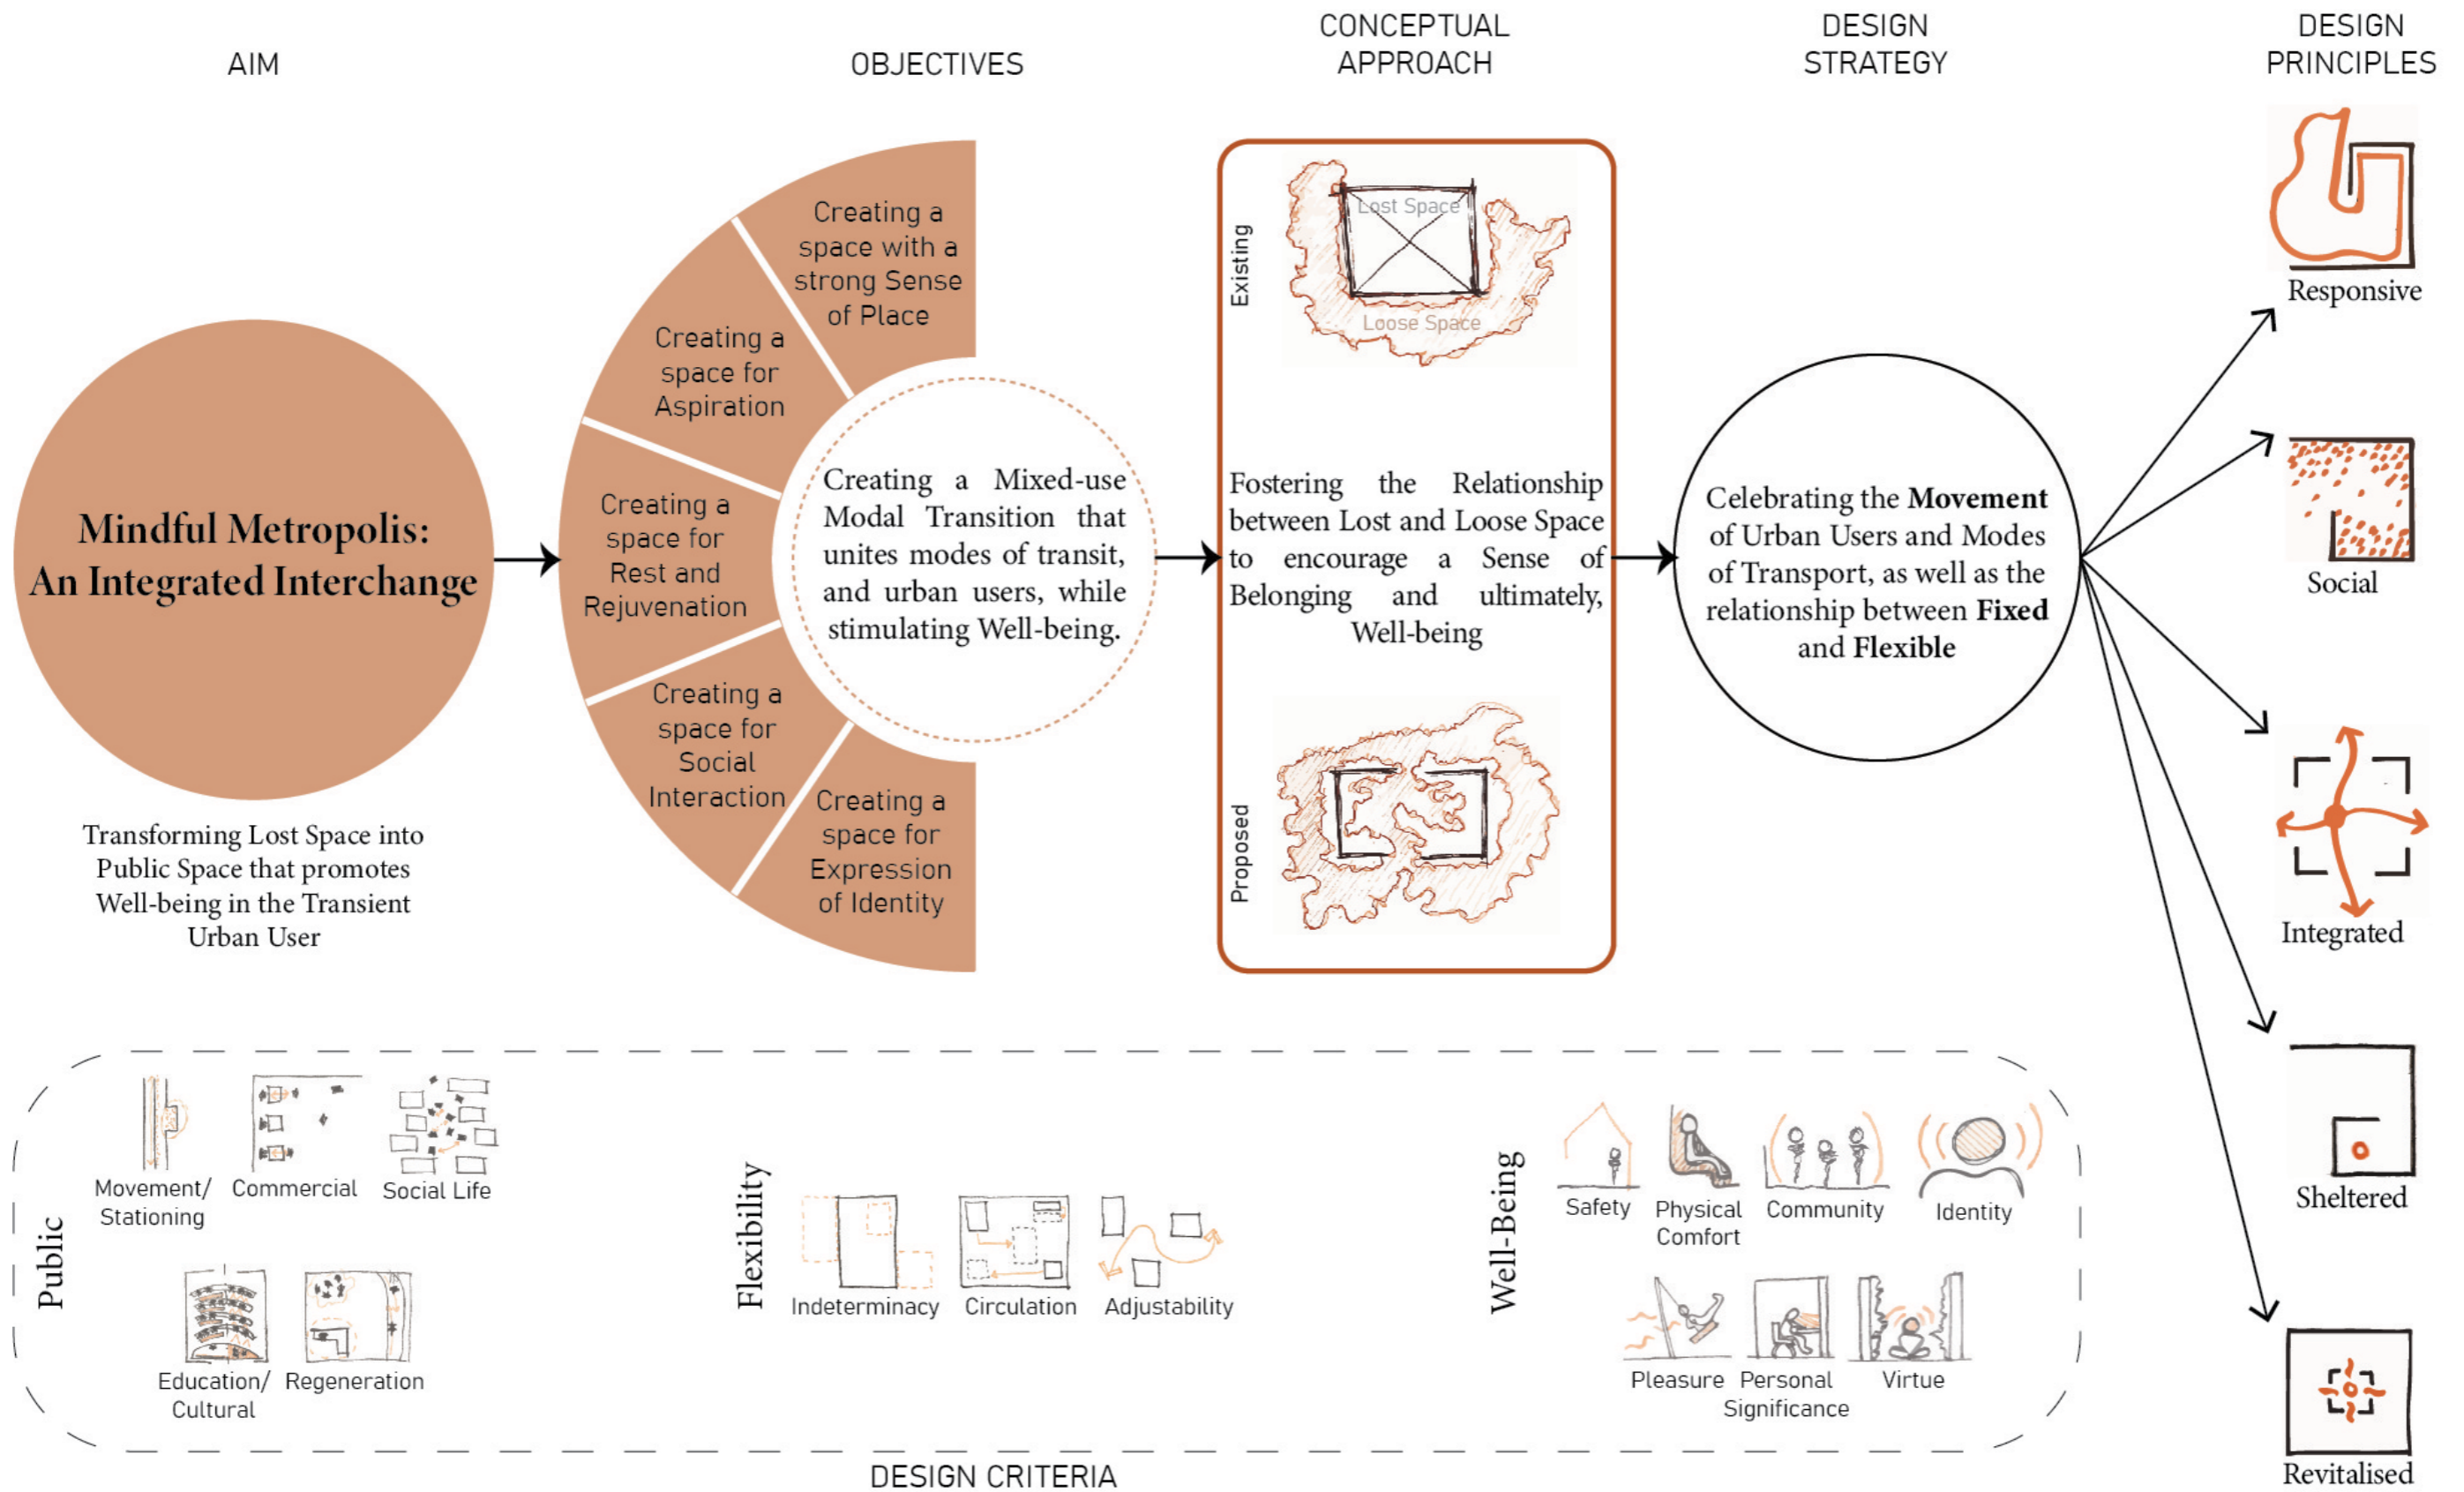 AIM
OBJECTIVES
CONCEPTUAL
APPROACH
DESIGN
STRATEGY
DESIGN
PRINCIPLES
Mindful Metropolis:
An Integrated Interchange
Transforming Lost Space into
Public Space that promotes
Well-being in the Transient
Urban User
Creating a
space with a
strong Sense
of Place
Creating a
space for
Aspiration
Creating a
space for
Rest and
Rejuvenation
Creating a
space for
Social
Interaction
Creating a
space for
Expression
of Identity
Creating a Mixed-use
Modal Transition that
unites modes of transit,
and urban users, while
stimulating Well-being.
Existing
Lost Space
Loose Space
Fostering the Relationship
between Lost and Loose Space
to encourage a Sense of
Belonging and ultimately,
Well-being
Proposed
Celebrating the Movement
of Urban Users and Modes
of Transport, as well as the
relationship between Fixed
and Flexible
Responsive
Social
Integrated
Sheltered
Revitalised
Public
Movement/
Stationing
Commercial
Social Life
Education/
Cultural
Regeneration
Flexibility
Indeterminacy
Circulation
Adjustability
Well-Being
Safety
Physical
Comfort
Community
Identity
Pleasure
Personal
Significance
Virtue
DESIGN CRITERIA